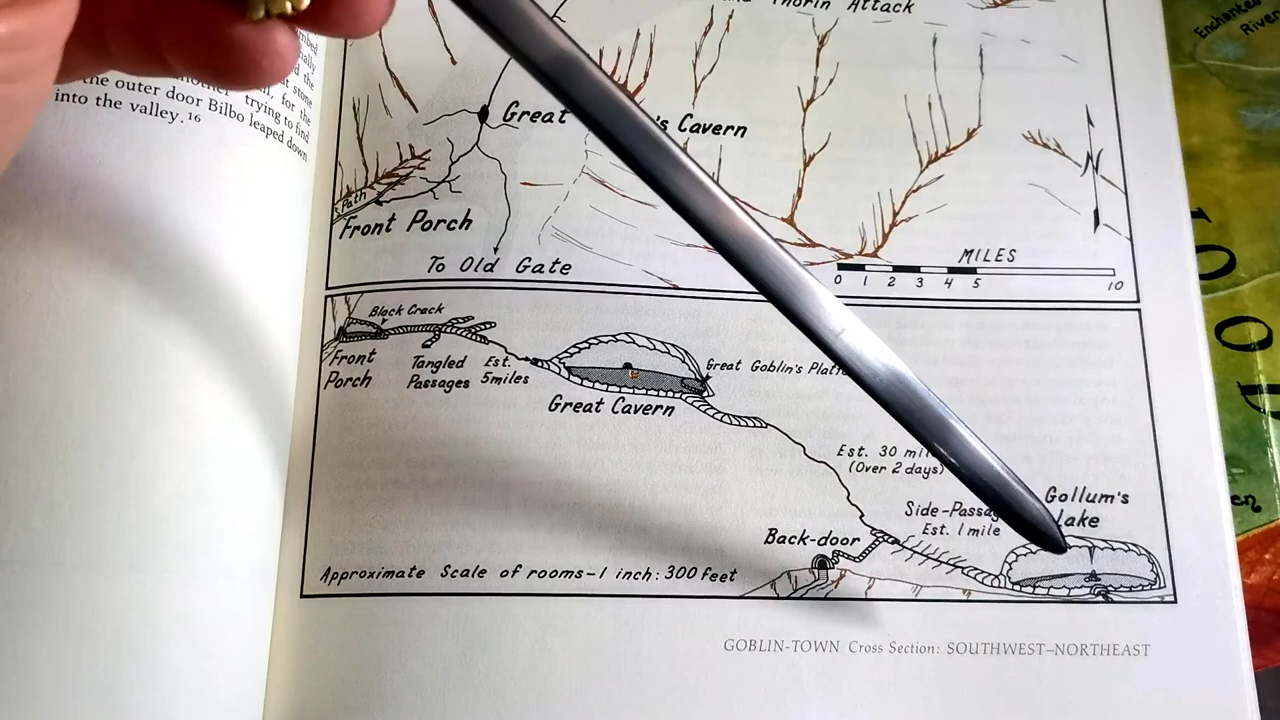 Thorin Attack
Enchanted
River
for the
another trying to find
the outer door Bilbo leaped down
into the valley.16
Great
's Cavern
N
Path
Front Porch
To Old Gate
MILES
0 1 2 3 4 5 10
Black Crack
Front
Porch
Tangled
Passages
Est.
5miles
Great Goblin's
Great Cavern
Est. 30
(Over 2 days)
Gollum's
Lake
Side-Passag
Est. 1 mile
Back-door
Approximate Scale of rooms-1 inch: 300 feet
GOBLIN-TOWN Cross Section: SOUTHWEST–NORTHEAST